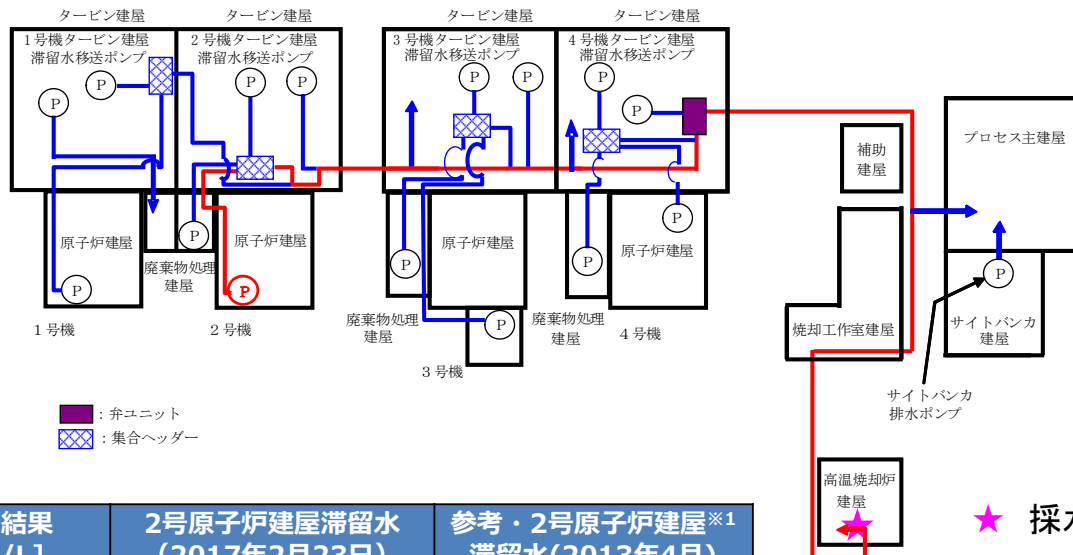 タービン建屋
タービン建屋
タービン建屋
タービン建屋
1号機タービン建屋
滞留水移送ポンプ
2号機タービン建屋
滞留水移送ポンプ
3号機タービン建屋
滞留水移送ポンプ
4号機タービン建屋
滞留水移送ポンプ
P
P
P
P
P
P
P
P
補助
建屋
プロセス主建屋
原子炉建屋
P
廃棄物処理
建屋
P
原子炉建屋
P
P
原子炉建屋
P
P
P
原子炉建屋
P
サイトバンカ
建屋
焼却工作室建屋
1号機
2号機
廃棄物処理
建屋
3号機
廃棄物処理
建屋
4号機
サイトバンカ
排水ポンプ
:弁ユニット
:集合ヘッダー
高温焼却炉
建屋
★ 採水
結果
/L]
2号原子炉建屋滞留水
(2017年2月23日)
参考・2号原子炉建屋※1
滞留水(2013年4月)